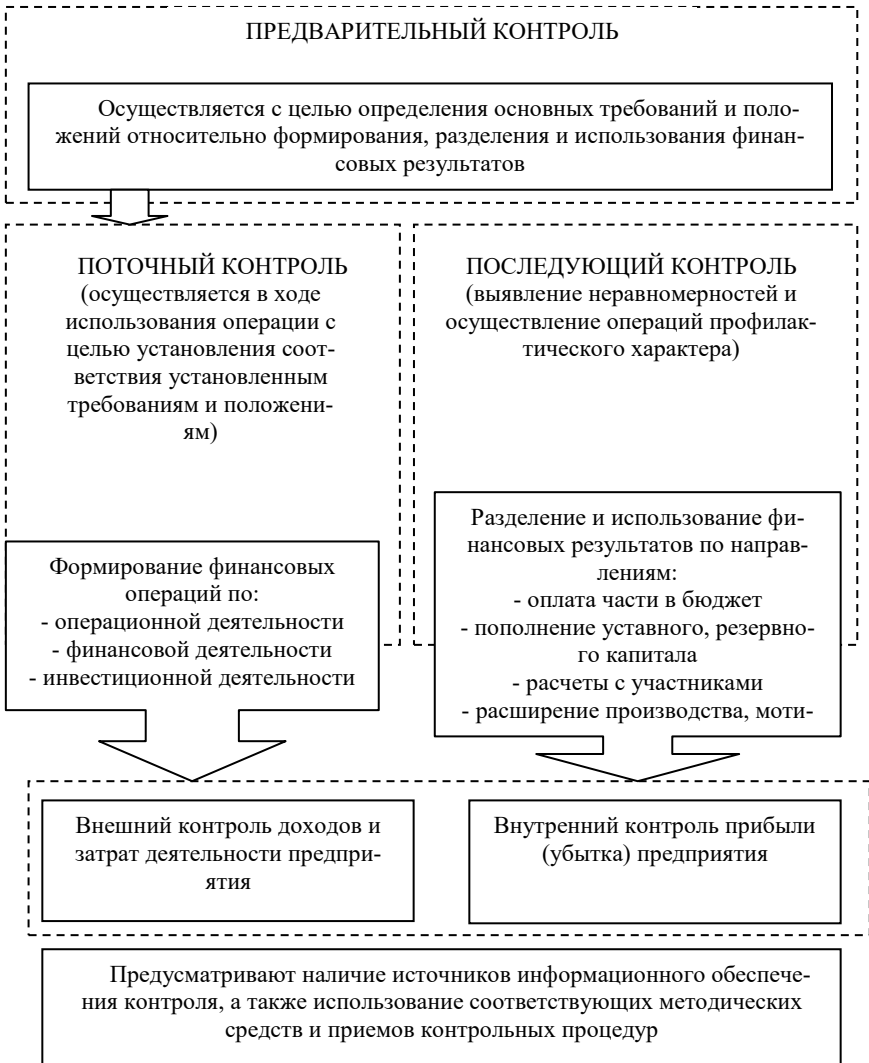 ПРЕДВАРИТЕЛЬНЫЙ КОНТРОЛЬ
Осуществляется с целью определения основных требований и поло-
жений относительно формирования, разделения и использования финан-
совых результатов
ПОТОЧНЫЙ КОНТРОЛЬ
(осуществляется в ходе
использования операции с
целью установления соот-
ветствия установленным
требованиям и положени-
ям)
ПОСЛЕДУЮЩИЙ КОНТРОЛЬ
(выявление неравномерностей и
осуществление операций профилак-
тического характера)
Формирование финансовых
операций по:
- операционной деятельности
- финансовой деятельности
- инвестиционной деятельности
Разделение и использование фи-
нансовых результатов по направ-
лениям:
- оплата части в бюджет
- пополнение уставного, резервно-
го капитала
- расчеты с участниками
- расширение производства, моти-
Внешний контроль доходов и
затрат деятельности предпри-
ятия
Внутренний контроль прибыли
(убытка) предприятия
Предусматривают наличие источников информационного обеспече-
ния контроля, а также использование соответствующих методических
средств и приемов контрольных процедур